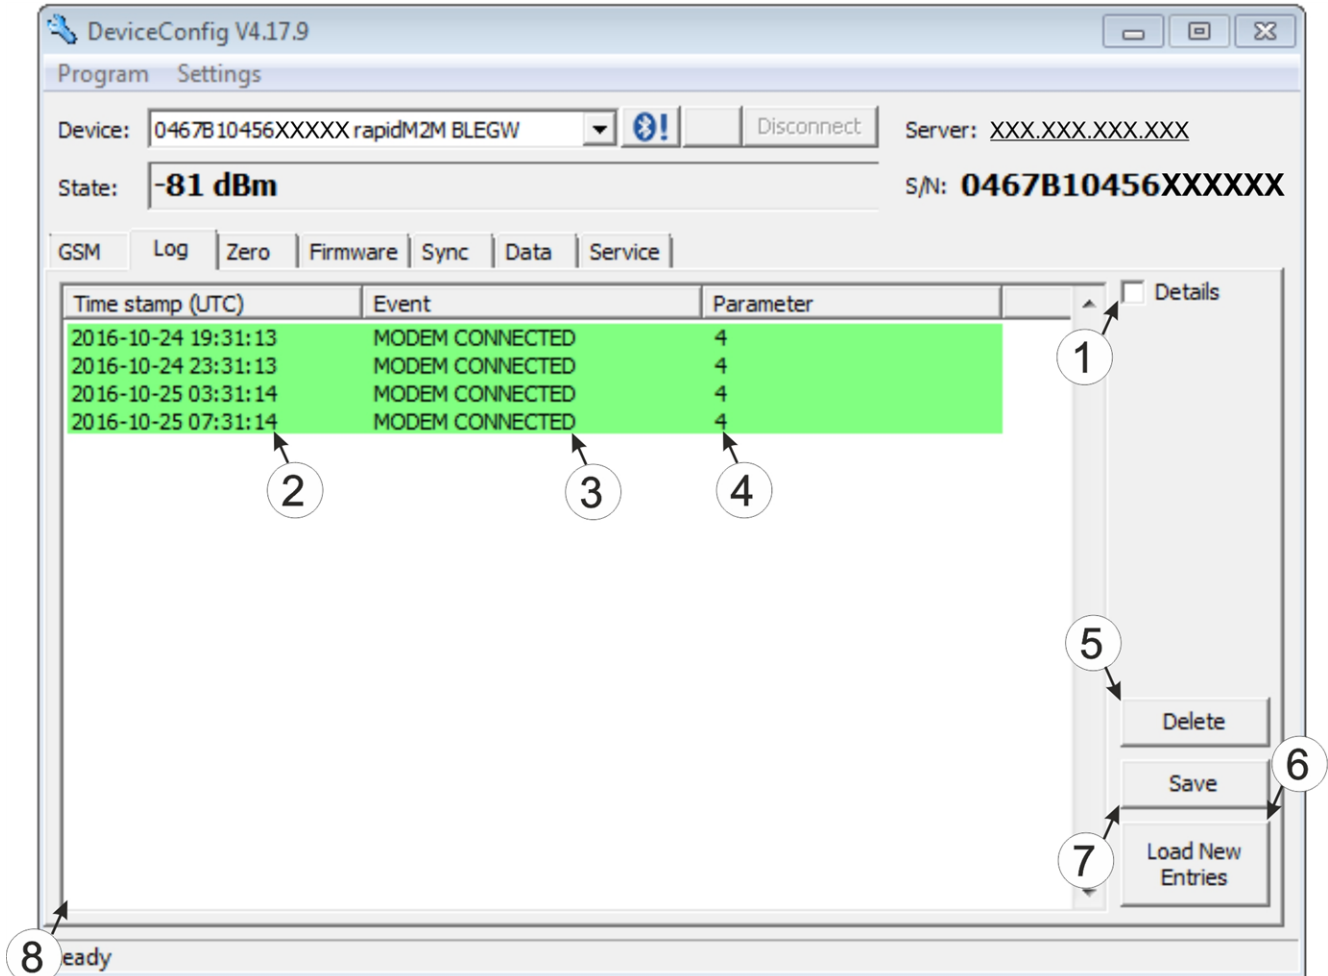 DeviceConfig V4.17.9
Program Settings
Device: 0467B10456XXXXX rapidM2M BLEGW Disconnect Server: XXX.XXX.XXX.XXX
State: -81 dBm S/N: 0467B10456XXXXXX
GSM Log Zero Firmware Sync Data Service
Time stamp (UTC) Event Parameter Details
2016-10-24 19:31:13 MODEM CONNECTED 4
2016-10-24 23:31:13 MODEM CONNECTED 4
2016-10-25 03:31:14 MODEM CONNECTED 4
2016-10-25 07:31:14 MODEM CONNECTED 4
1
2 3 4
5
Delete
6
Save
7
Load New
Entries
8 eady